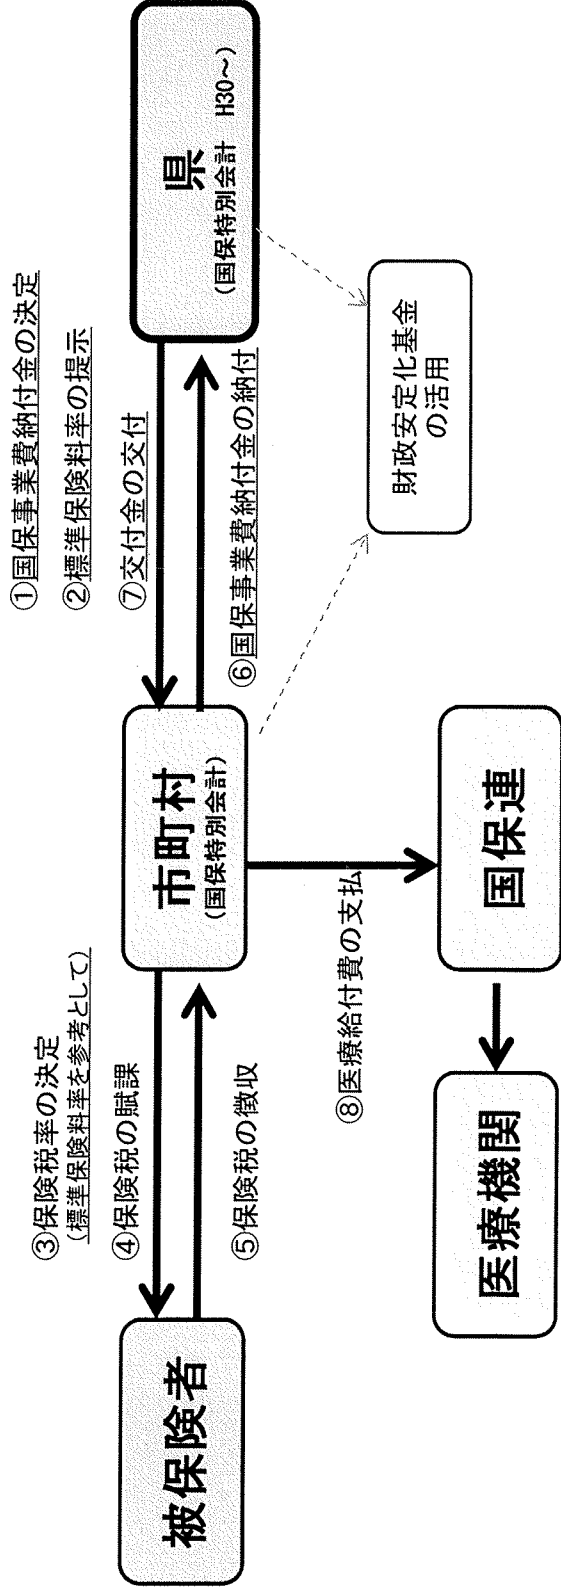 ①国保事業費納付金の決定
②標準保険料率の提示
⑦交付金の交付
県
(国保特別会計　H30～)
⑥国保事業費納付金の納付
財政安定化基金
の活用
③保険税率の決定
(標準保険料率を参考として)
④保険税の賦課
市町村
(国保特別会計)
被保険者
⑤保険税の徴収
⑧医療給付費の支払
国保連
医療機関